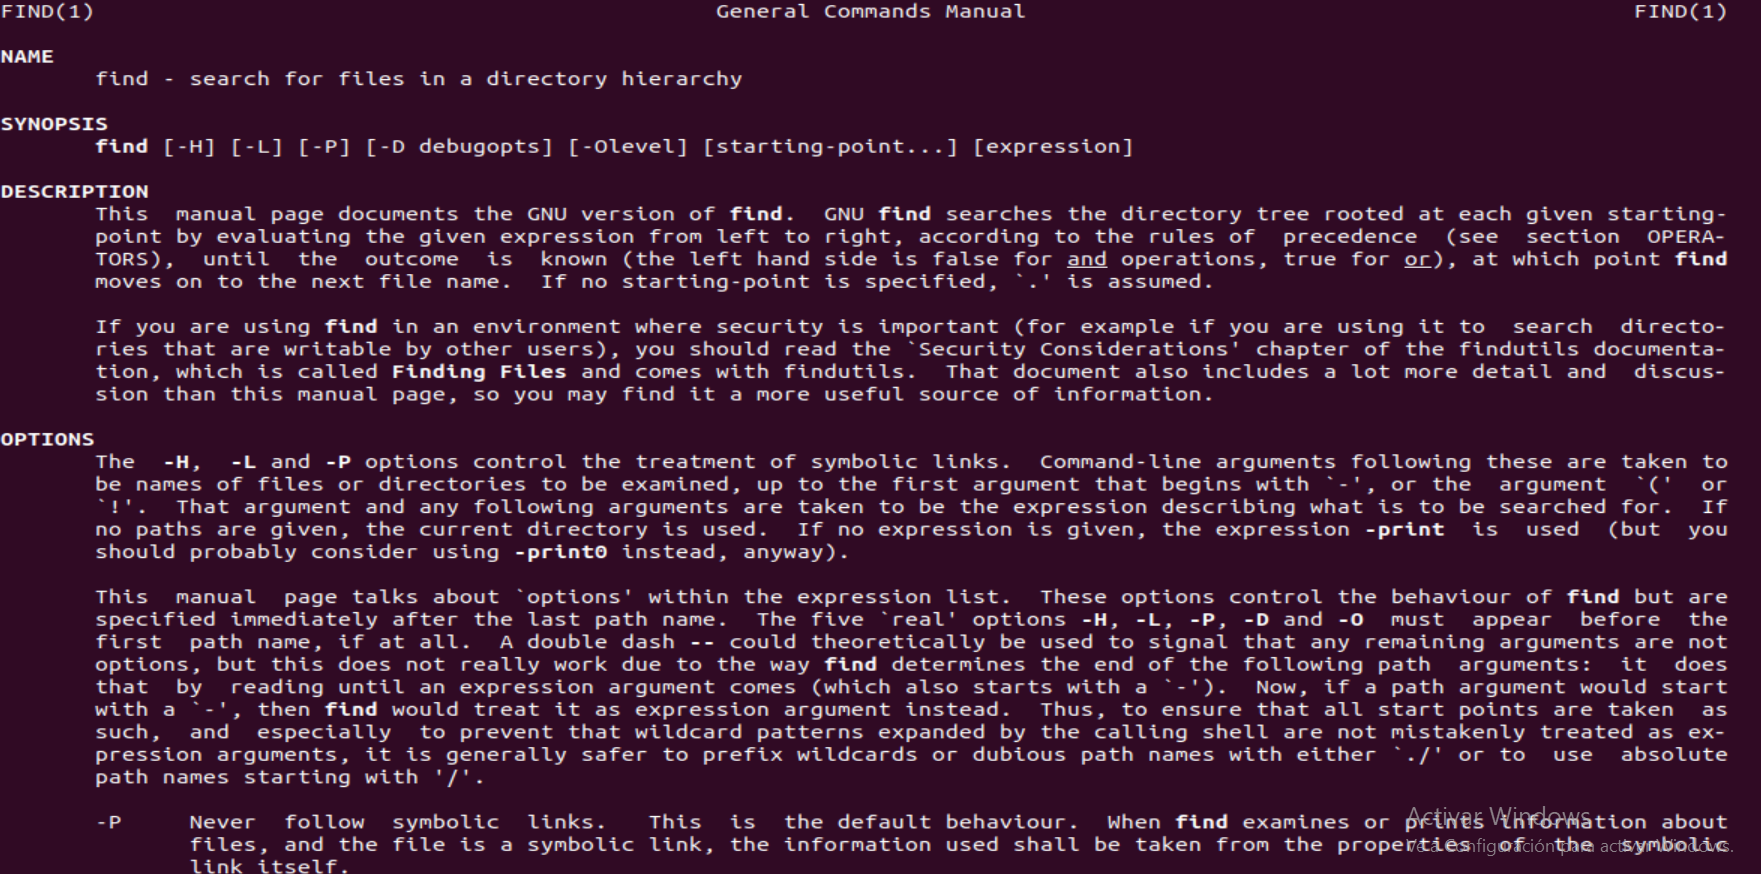 FIND(1) General Commands Manual FIND(1)
NAME
find - search for files in a directory hierarchy
SYNOPSIS
find [-H] [-L] [-P] [-D debugopts] [-Olevel] [starting-point...] [expression]
DESCRIPTION
This manual page documents the GNU version of find. GNU find searches the directory tree rooted at each given starting-
point by evaluating the given expression from left to right, according to the rules of precedence (see section OPERA-
TORS), until the outcome is known (the left hand side is false for and operations, true for or), at which point find
moves on to the next file name. If no starting-point is specified, `.' is assumed.
If you are using find in an environment where security is important (for example if you are using it to search directo-
ries that are writable by other users), you should read the `Security Considerations' chapter of the findutils documenta-
tion, which is called Finding Files and comes with findutils. That document also includes a lot more detail and discus-
sion than this manual page, so you may find it a more useful source of information.
OPTIONS
The -H, -L and -P options control the treatment of symbolic links. Command-line arguments following these are taken to
be names of files or directories to be examined, up to the first argument that begins with `-', or the argument `(' or
`!'. That argument and any following arguments are taken to be the expression describing what is to be searched for. If
no paths are given, the current directory is used. If no expression is given, the expression -print is used (but you
should probably consider using -print0 instead, anyway).
This manual page talks about `options' within the expression list. These options control the behaviour of find but are
specified immediately after the last path name. The five `real' options -H, -L, -P, -D and -O must appear before the
first path name, if at all. A double dash -- could theoretically be used to signal that any remaining arguments are not
options, but this does not really work due to the way find determines the end of the following path arguments: it does
that by reading until an expression argument comes (which also starts with a `-'). Now, if a path argument would start
with a `-', then find would treat it as expression argument instead. Thus, to ensure that all start points are taken as
such, and especially to prevent that wildcard patterns expanded by the calling shell are not mistakenly treated as ex-
pression arguments, it is generally safer to prefix wildcards or dubious path names with either `./' or to use absolute
path names starting with '/'.
-P Never follow symbolic links. This is the default behaviour. When find examines or prints information about
files, and the file is a symbolic link, the information used shall be taken from the properties of the symbolic
link itself.
Activar Windows
Ve a Configuración para activar Windows.